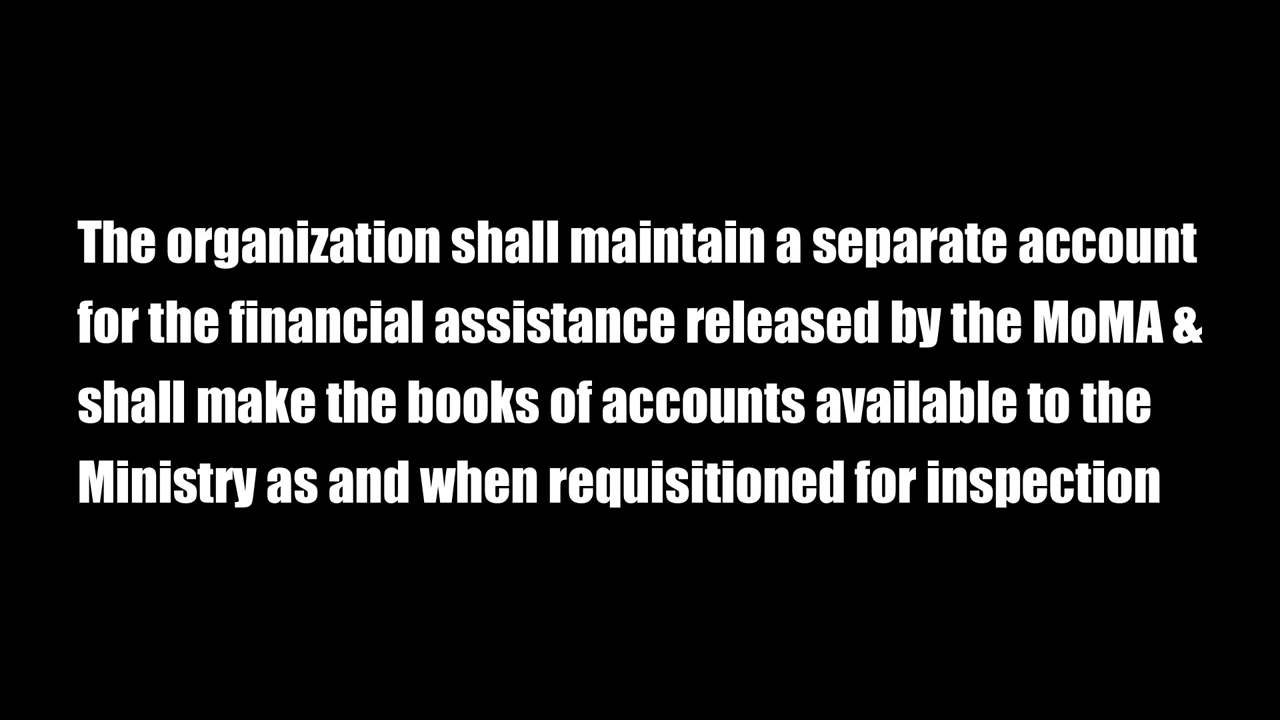 The organization shall maintain a separate account
for the financial assistance released by the MoMA &
shall make the books of accounts available to the
Ministry as and when requisitioned for inspection